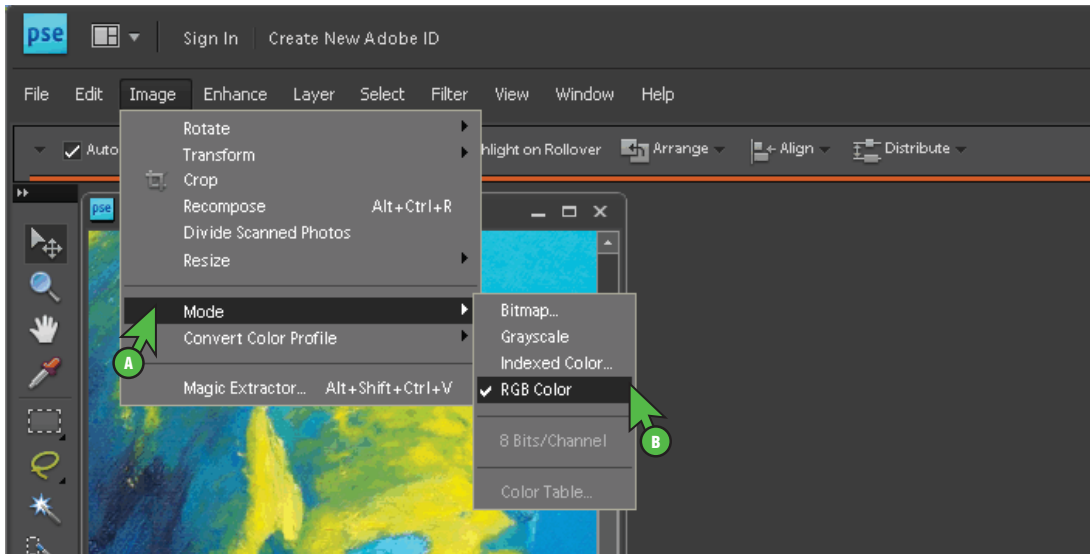 pse Sign In Create New Adobe ID
File Edit Image Enhance Layer Select Filter View Window Help
Auto hlight on Rollover Arrange Align Distribute
Rotate
Transform
Crop
Recompose Alt+Ctrl+R
Divide Scanned Photos
Resize
pse
Mode
Convert Color Profile
Magic Extractor... Alt+Shift+Ctrl+V
A
Bitmap...
Grayscale
Indexed Color...
RGB Color
8 Bits/Channel
Color Table...
B